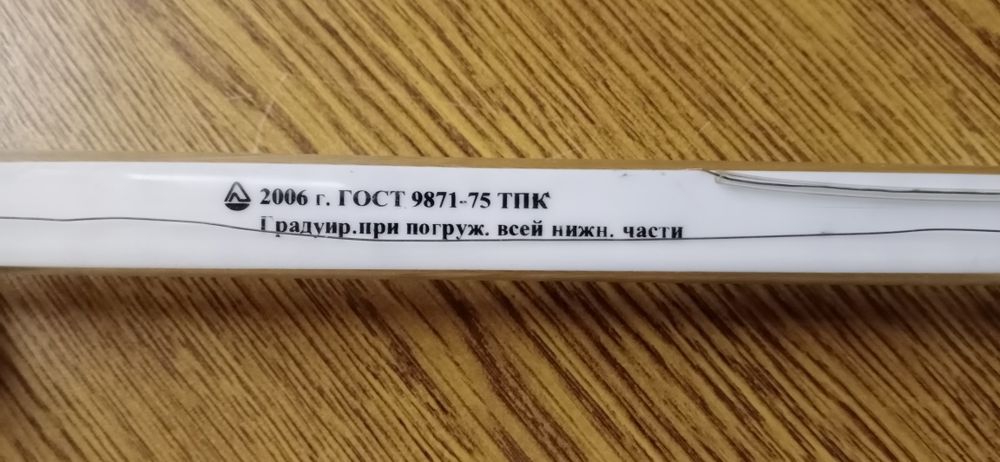 2006 г. ГОСТ 9871-75 ТПК
Градуир.при погруж. всей нижн. части